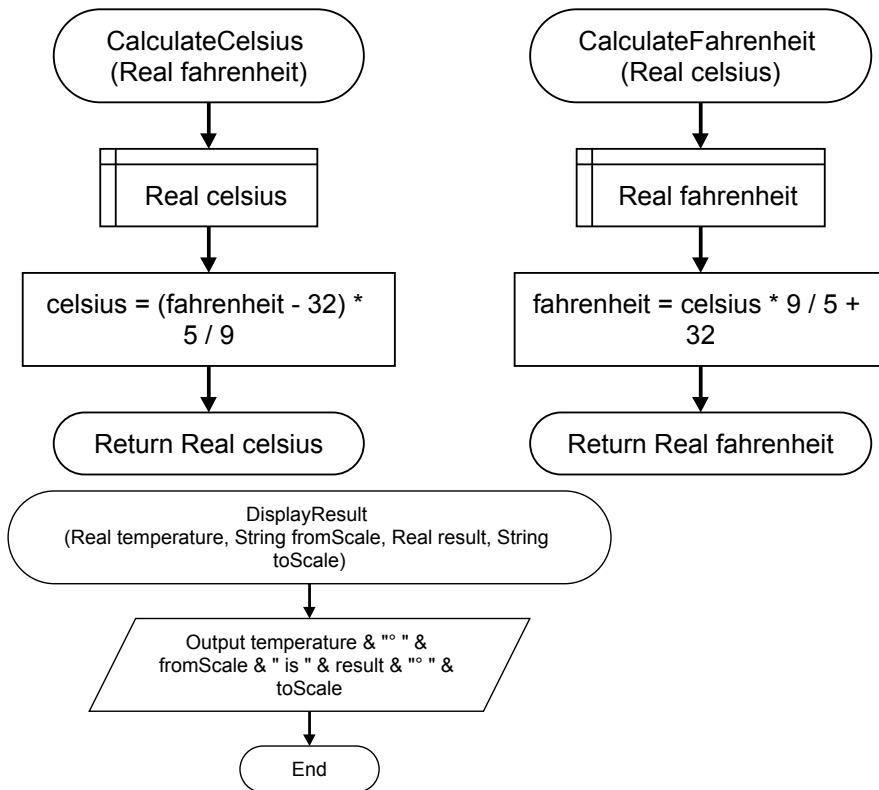 CalculateCelsius
(Real fahrenheit)
Real celsius
celsius = (fahrenheit - 32) *
5 / 9
Return Real celsius
CalculateFahrenheit
(Real celsius)
Real fahrenheit
fahrenheit = celsius * 9 / 5 +
32
Return Real fahrenheit
DisplayResult
(Real temperature, String fromScale, Real result, String
toScale)
Output temperature & "° " &
fromScale & " is " & result & "° " &
toScale
End